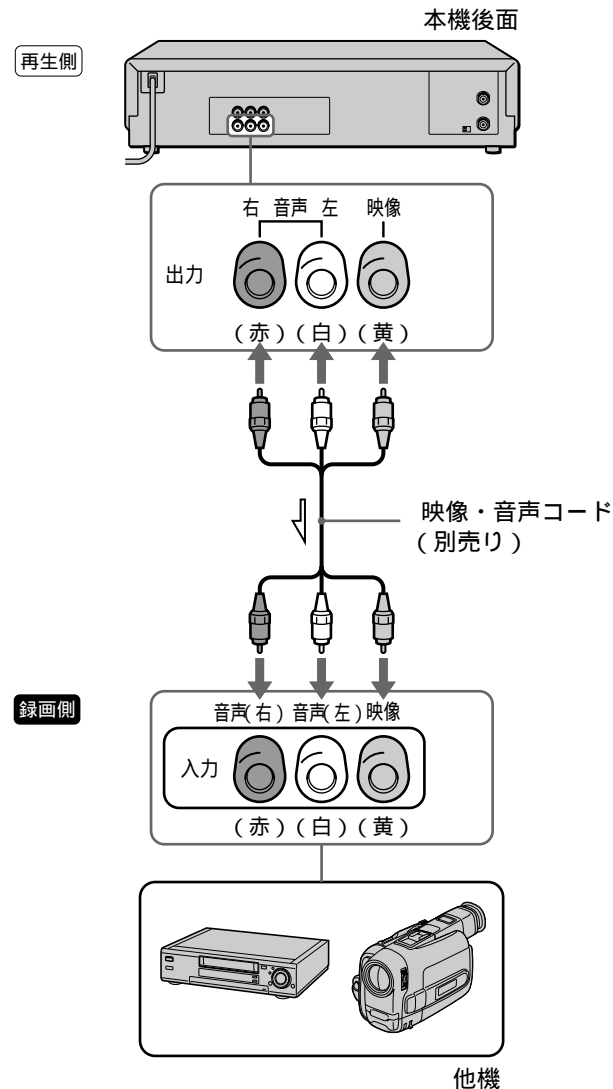 本機後面
再生側
右 音声 左 映像
出力
(赤)(白)(黄)
映像・音声コード
(別売り)
録画側
音声(右) 音声(左) 映像
入力
(赤)(白)(黄)
他機